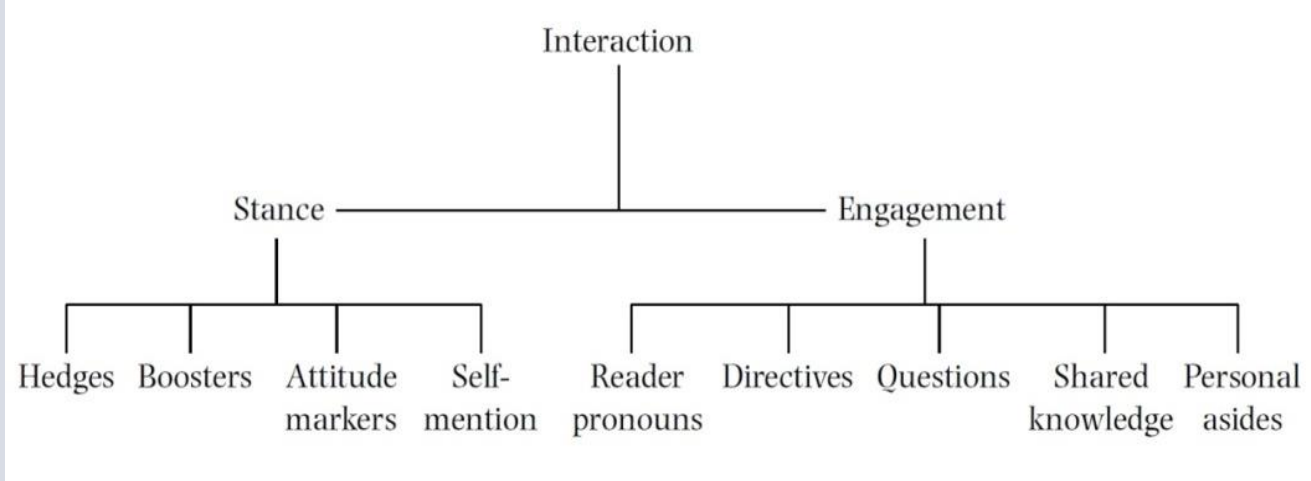 Interaction
Stance
Engagement
Hedges Boosters Attitude Self- Reader Directives Questions Shared Personal
markers mention pronouns knowledge asides